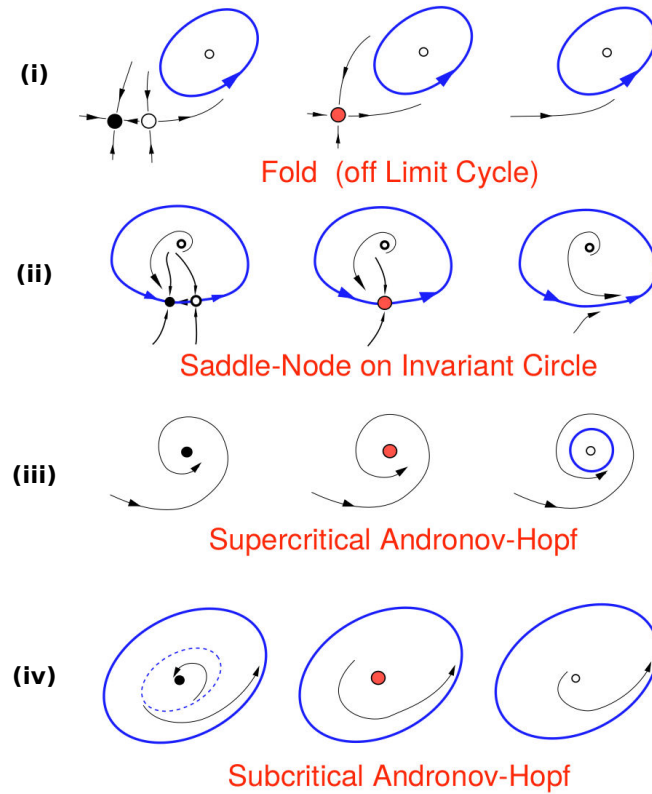 (i)
Fold (off Limit Cycle)
(ii)
Saddle-Node on Invariant Circle
(iii)
Supercritical Andronov-Hopf
(iv)
Subcritical Andronov-Hopf